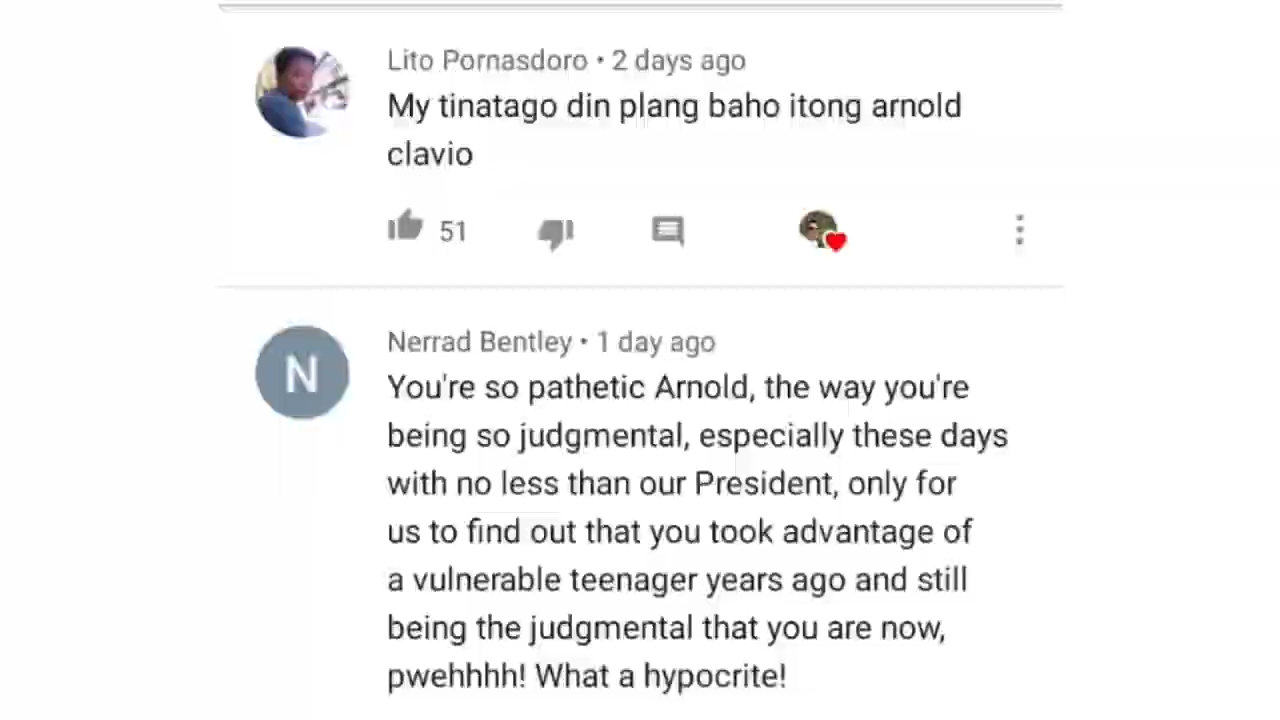 Lito Pornasdoro • 2 days ago
My tinatago din plang baho itong arnold
clavio
51
N
Nerrad Bentley • 1 day ago
You're so pathetic Arnold, the way you're
being so judgmental, especially these days
with no less than our President, only for
us to find out that you took advantage of
a vulnerable teenager years ago and still
being the judgmental that you are now,
pwehhhh! What a hypocrite!